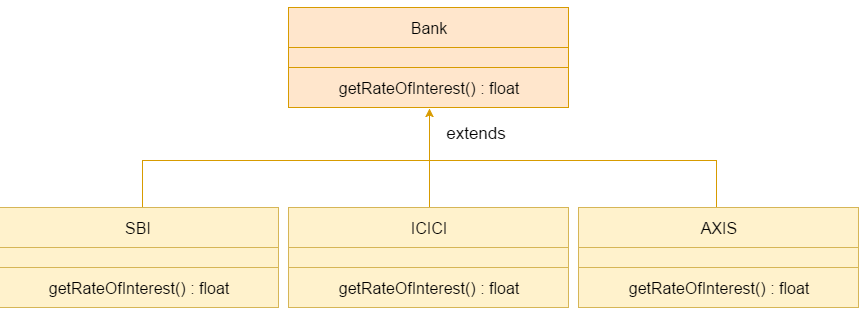 Bank
getRateOfInterest() : float
extends
SBI
ICICI
AXIS
getRateOfInterest() : float
getRateOfInterest() : float
getRateOfInterest() : float